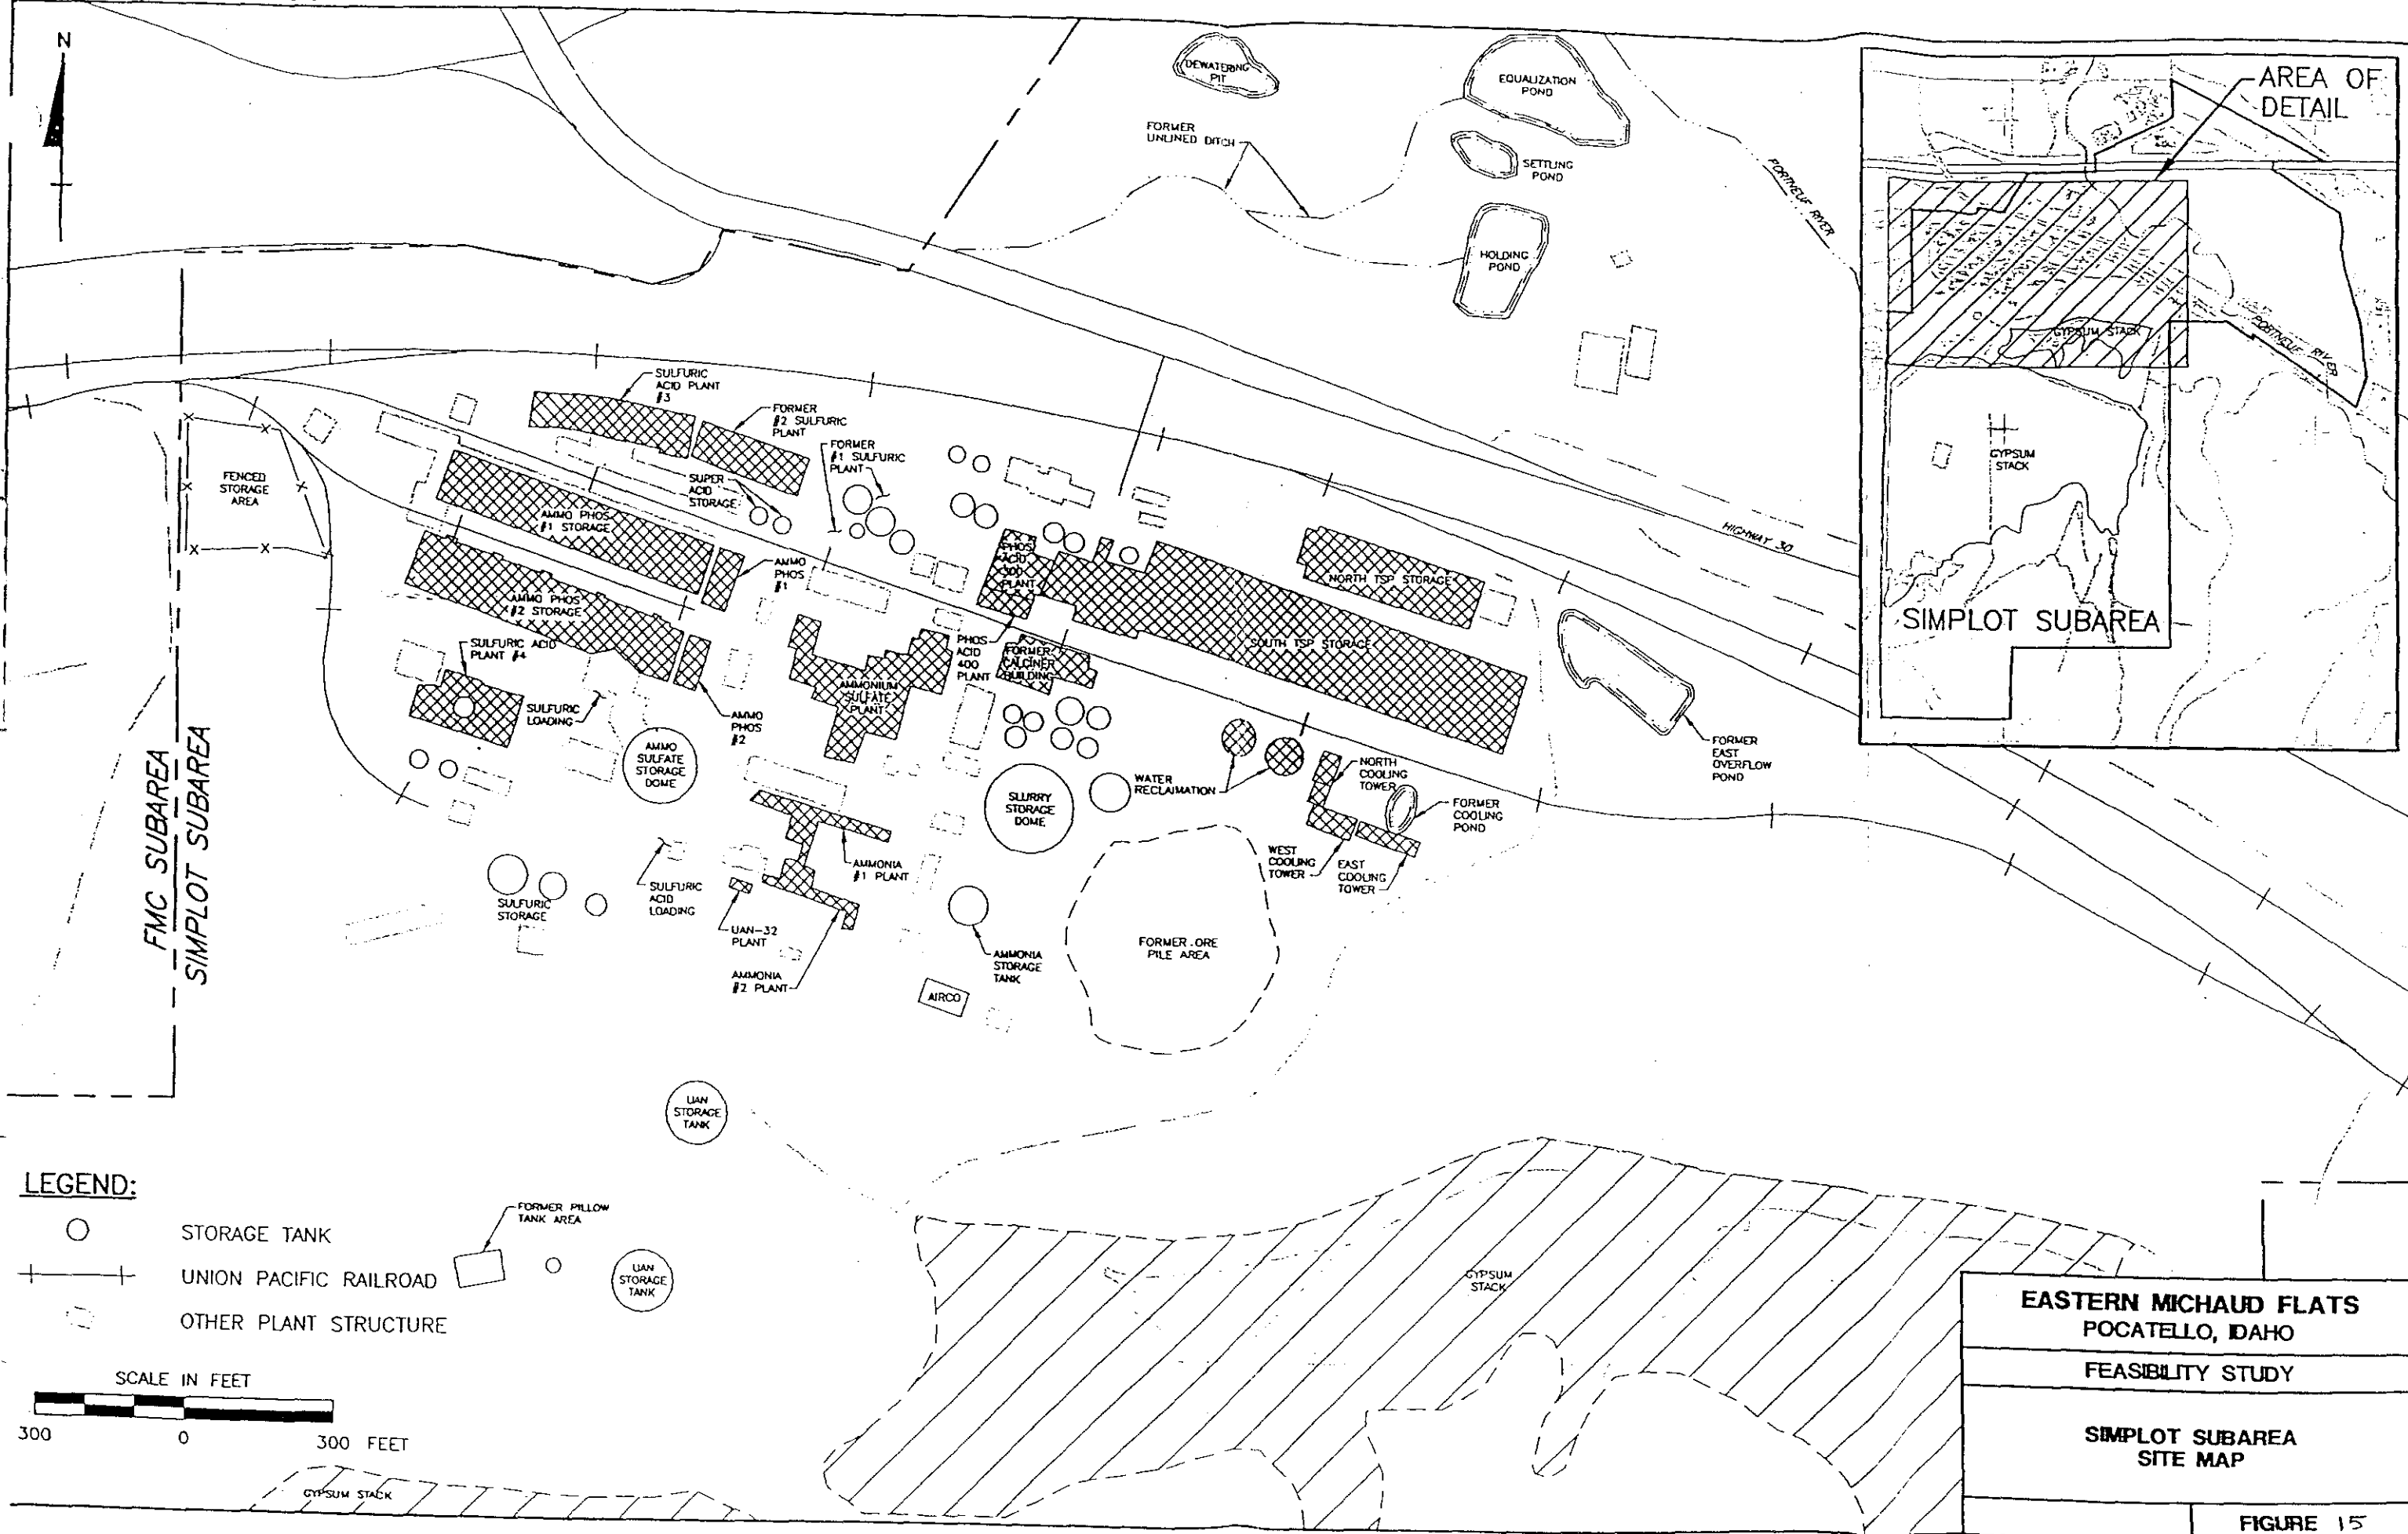 N
DEWATERING
PIT
EQUALIZATION
POND
FORMER
UNLINED DITCH
SETTLING
POND
HOLDING
POND
PORTNEUF RIVER
AREA OF
DETAIL
GYPSUM STACK
PORTNEUF RIVER
GYPSUM
STACK
SIMPLOT SUBAREA
SULFURIC
ACID PLANT
#3
FORMER
#2 SULFURIC
PLANT
FORMER
#1 SULFURIC
PLANT
FENCED
STORAGE
AREA
SUPER
ACID
STORAGE
AMMO PHOS
#1 STORAGE
AMMO
PHOS
#1
AMMO PHOS
#2 STORAGE
PHOS
ACID
300
PLANT
HIGHWAY 30
NORTH TSP STORAGE
SOUTH TSP STORAGE
SULFURIC ACID
PLANT #4
PHOS
ACID
400
PLANT
FORMER
CALCINER
BUILDING
AMMONIUM
SULFATE
PLANT
SULFURIC
LOADING
AMMO
PHOS
#2
AMMO
SULFATE
STORAGE
DOME
FORMER
EAST
OVERFLOW
POND
SLURRY
STORAGE
DOME
WATER
RECLAIMATION
NORTH
COOLING
TOWER
FORMER
COOLING
POND
WEST
COOLING
TOWER
EAST
COOLING
TOWER
FMC SUBAREA
SIMPLOT SUBAREA
SULFURIC
STORAGE
SULFURIC
ACID
LOADING
AMMONIA
#1 PLANT
UAN-32
PLANT
AMMONIA
#2 PLANT
AMMONIA
STORAGE
TANK
AIRCO
FORMER ORE
PILE AREA
UAN
STORAGE
TANK
LEGEND:
STORAGE TANK
UNION PACIFIC RAILROAD
OTHER PLANT STRUCTURE
FORMER PILLOW
TANK AREA
UAN
STORAGE
TANK
GYPSUM
STACK
SCALE IN FEET
300 0 300 FEET
GYPSUM STACK
EASTERN MICHAUD FLATS
POCATELLO, IDAHO
FEASIBILITY STUDY
SIMPLOT SUBAREA
SITE MAP
FIGURE 15